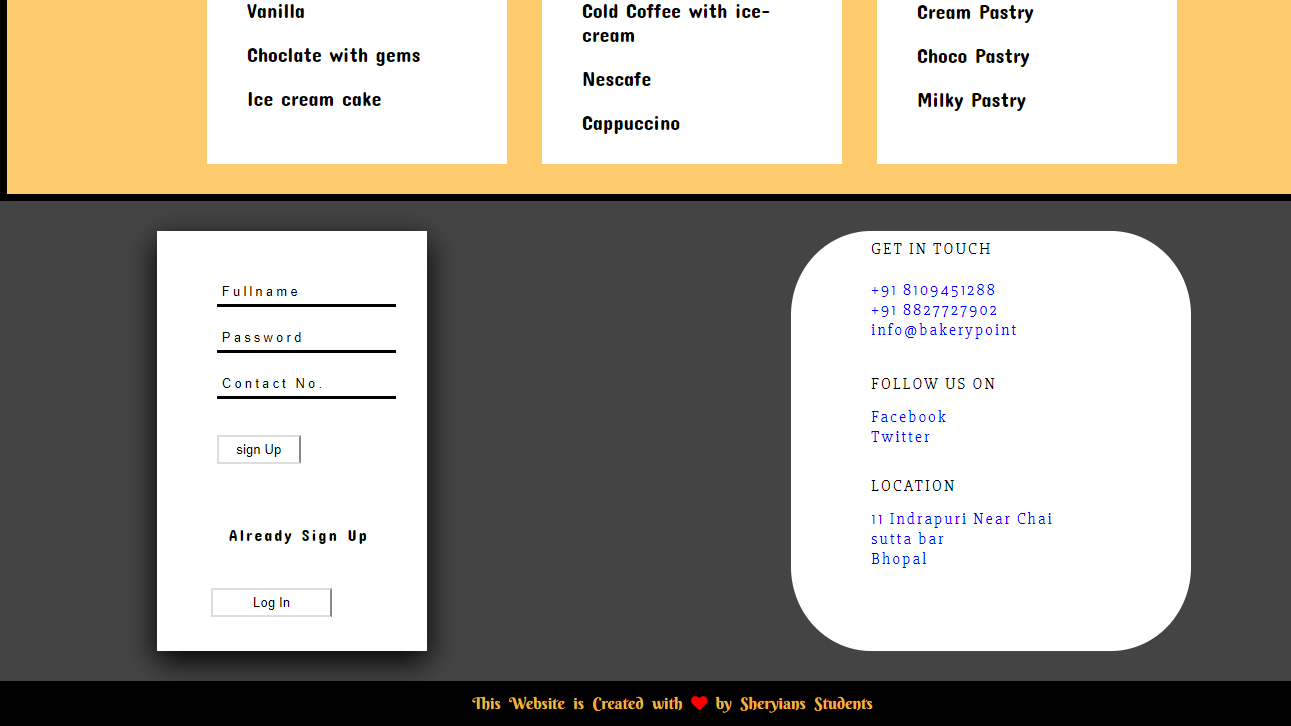 Vanilla
Choclate with gems
Ice cream cake
Cold Coffee with ice-
cream
Nescafe
Cappuccino
Cream Pastry
Choco Pastry
Milky Pastry
Fullname
Password
Contact No.
sign Up
Already Sign Up
Log In
GET IN TOUCH
+91 8109451288
+91 8827727902
info@bakerypoint
FOLLOW US ON
Facebook
Twitter
LOCATION
11 Indrapuri Near Chai
sutta bar
Bhopal
This Website is Created with ❤ by Sheryians Students